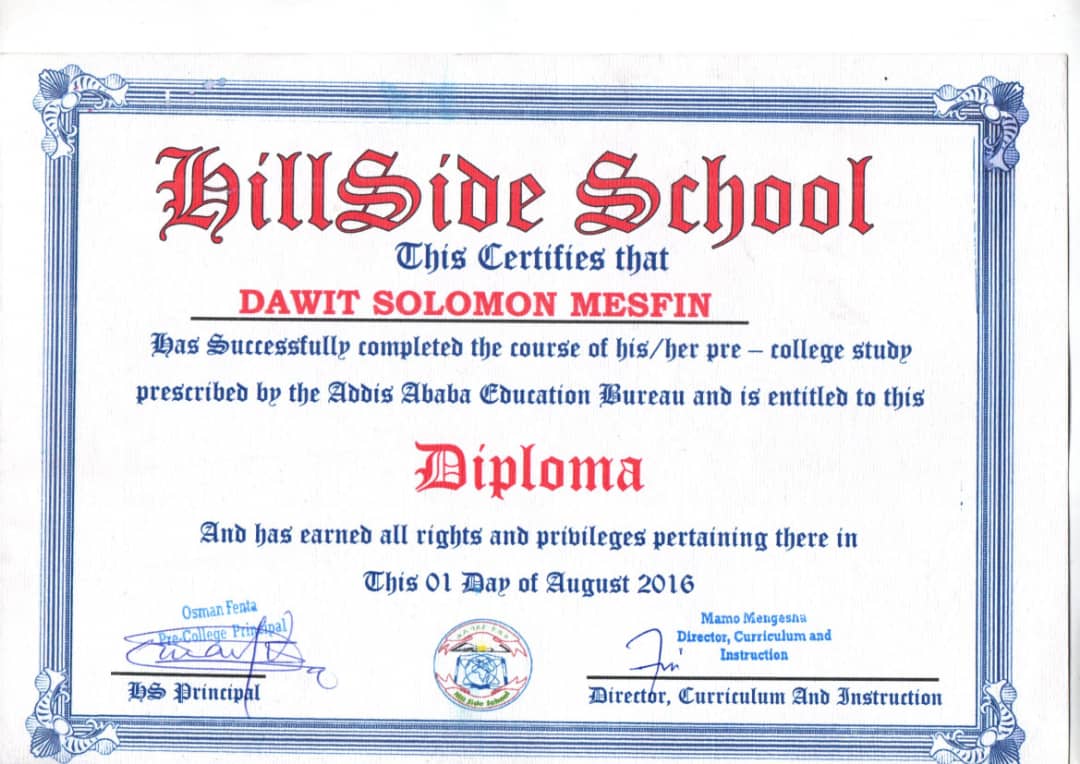 HillSide School
This Certifies that
DAWIT SOLOMON MESFIN
Has Successfully completed the course of his/her pre – college study
prescribed by the Addis Ababa Education Bureau and is entitled to this
Diploma
And has earned all rights and privileges pertaining there in
This 01 Day of August 2016
Osman Fenta
Pre-College Principal
HS Principal
Hill Side School
Mamo Mengesha
Director, Curriculum and
Instruction
Director, Curriculum And Instruction